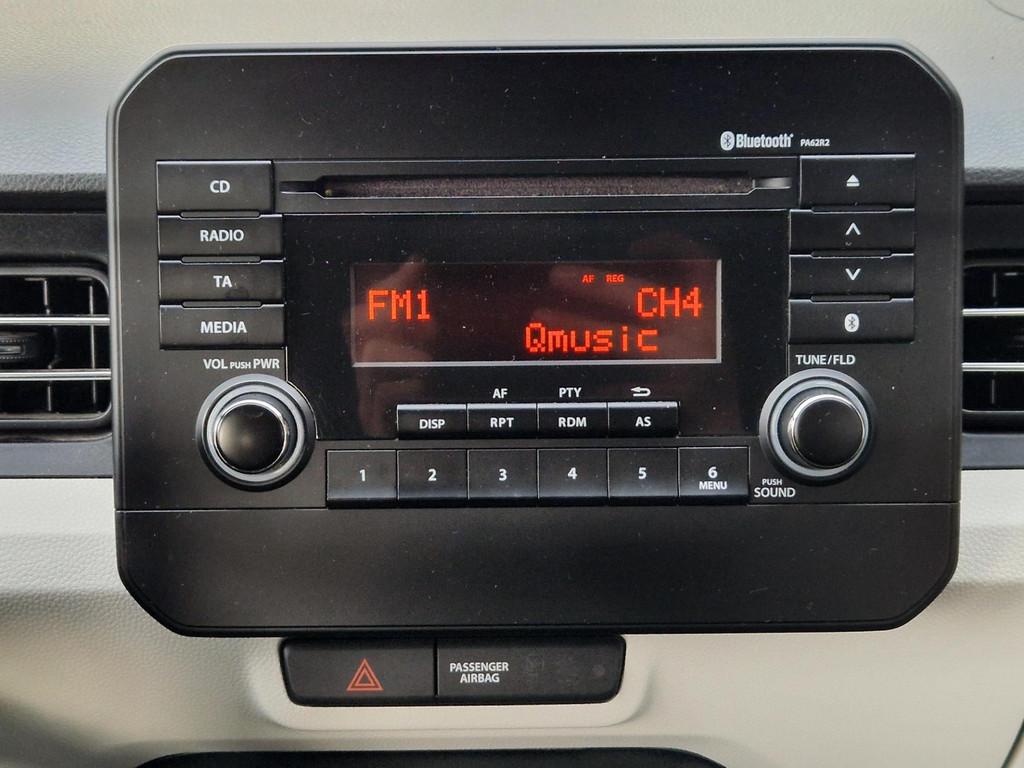 Bluetooth PA62R2
CD
RADIO
TA
MEDIA
AF REG
FM1 CH4
Qmusic
VOL PUSH PWR
TUNE/FLD
AF PTY
DISP RPT RDM AS
1 2 3 4 5 6
MENU
PUSH
SOUND
PASSENGER
AIRBAG